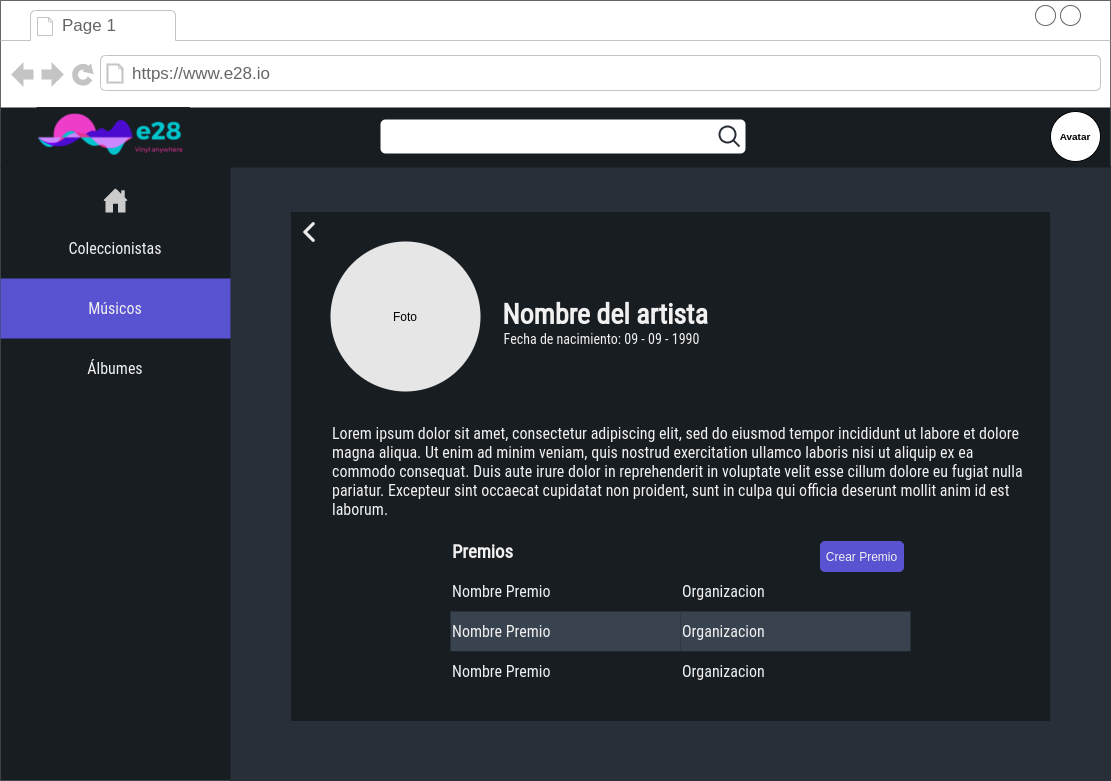 Page 1
https://www.e28.io
e28
Vinyl anywhere
Avatar
Coleccionistas
Músicos
Álbumes
Foto
Nombre del artista
Fecha de nacimiento: 09 - 09 - 1990
Lorem ipsum dolor sit amet, consectetur adipiscing elit, sed do eiusmod tempor incididunt ut labore et dolore
magna aliqua. Ut enim ad minim veniam, quis nostrud exercitation ullamco laboris nisi ut aliquip ex ea
commodo consequat. Duis aute irure dolor in reprehenderit in voluptate velit esse cillum dolore eu fugiat nulla
pariatur. Excepteur sint occaecat cupidatat non proident, sunt in culpa qui officia deserunt mollit anim id est
laborum.
Premios
Crear Premio
Nombre Premio Organizacion
Nombre Premio Organizacion
Nombre Premio Organizacion